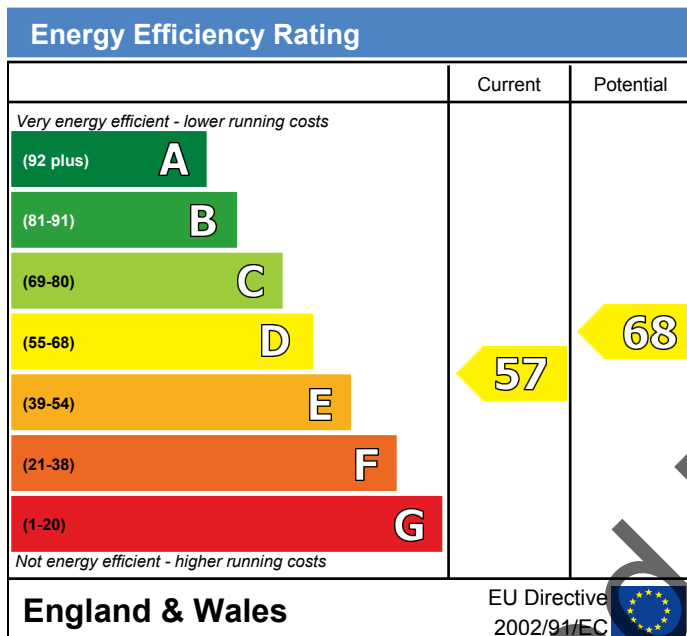 Energy Efficiency Rating
Current Potential
Very energy efficient - lower running costs
(92 plus) A
(81-91) B
(69-80) C
(55-68) D
(39-54) E
(21-38) F
(1-20) G
57
68
Not energy efficient - higher running costs
England & Wales
EU Directive
2002/91/EC